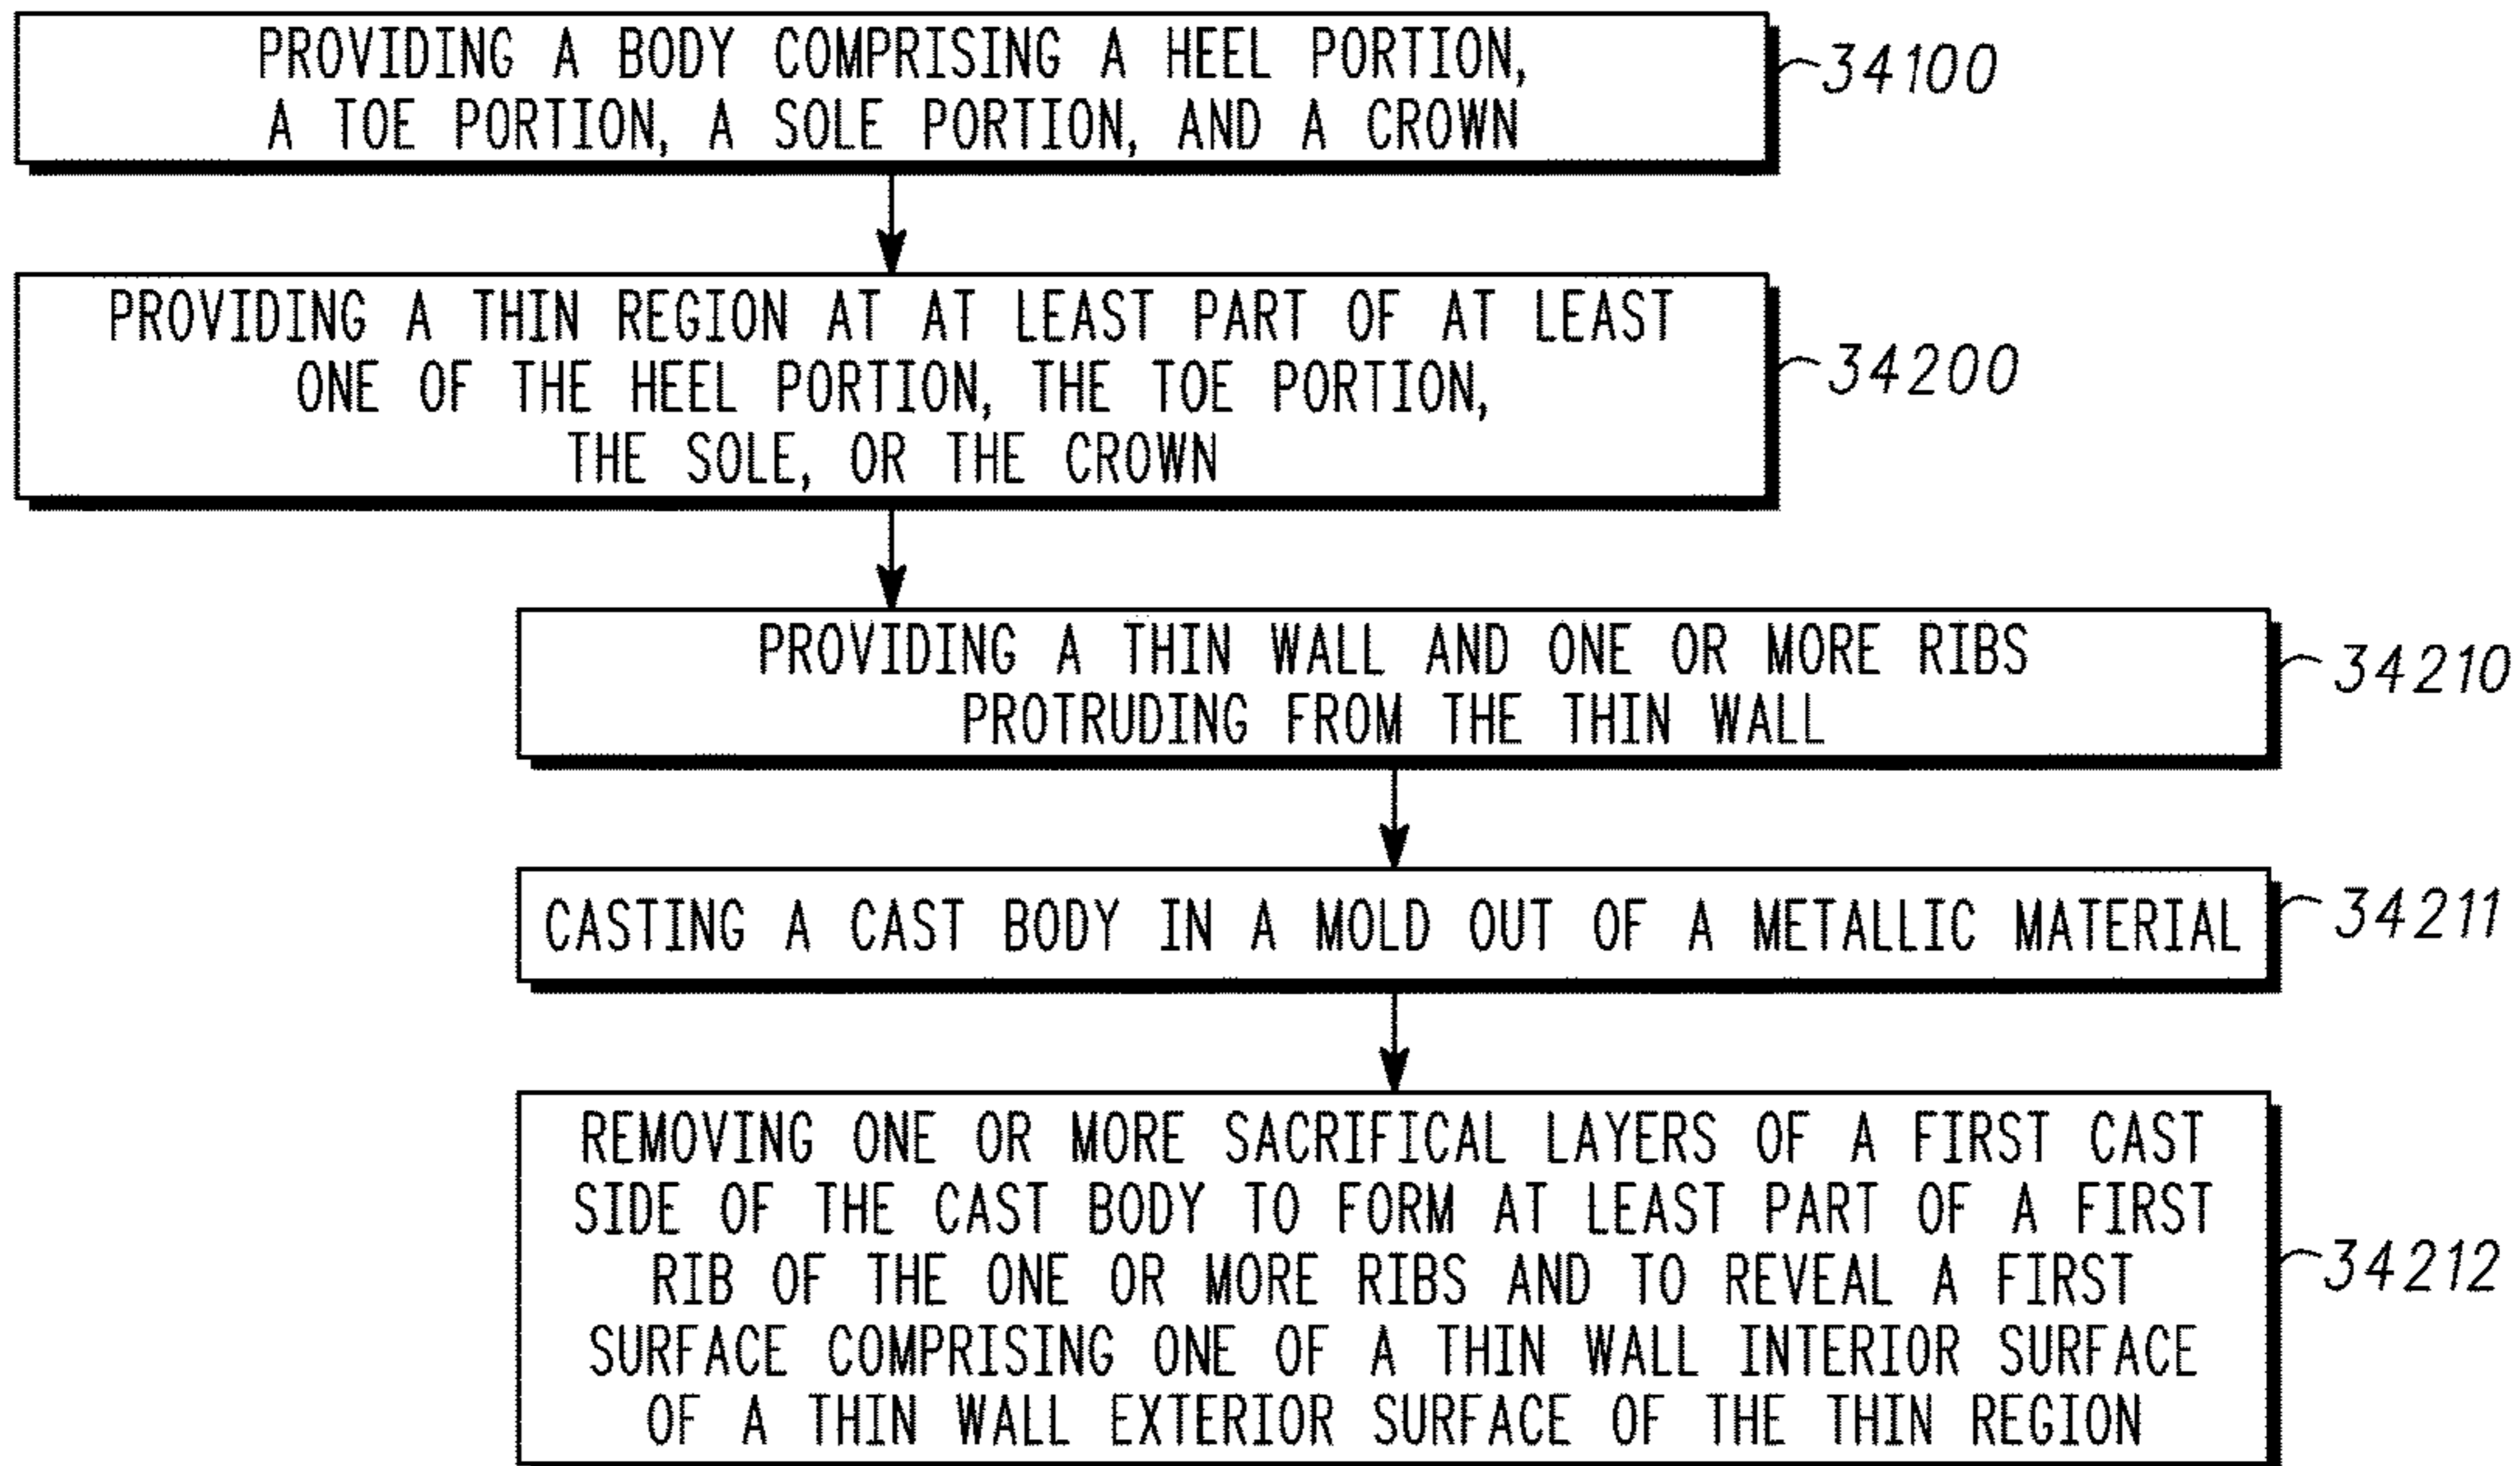 PROVIDING A BODY COMPRISING A HEEL PORTION,
A TOE PORTION, A SOLE PORTION, AND A CROWN
34100
PROVIDING A THIN REGION AT AT LEAST PART OF AT LEAST
ONE OF THE HEEL PORTION, THE TOE PORTION,
THE SOLE, OR THE CROWN
34200
PROVIDING A THIN WALL AND ONE OR MORE RIBS
PROTRUDING FROM THE THIN WALL
34210
CASTING A CAST BODY IN A MOLD OUT OF A METALLIC MATERIAL
34211
REMOVING ONE OR MORE SACRIFICAL LAYERS OF A FIRST CAST
SIDE OF THE CAST BODY TO FORM AT LEAST PART OF A FIRST
RIB OF THE ONE OR MORE RIBS AND TO REVEAL A FIRST
SURFACE COMPRISING ONE OF A THIN WALL INTERIOR SURFACE
OF A THIN WALL EXTERIOR SURFACE OF THE THIN REGION
34212